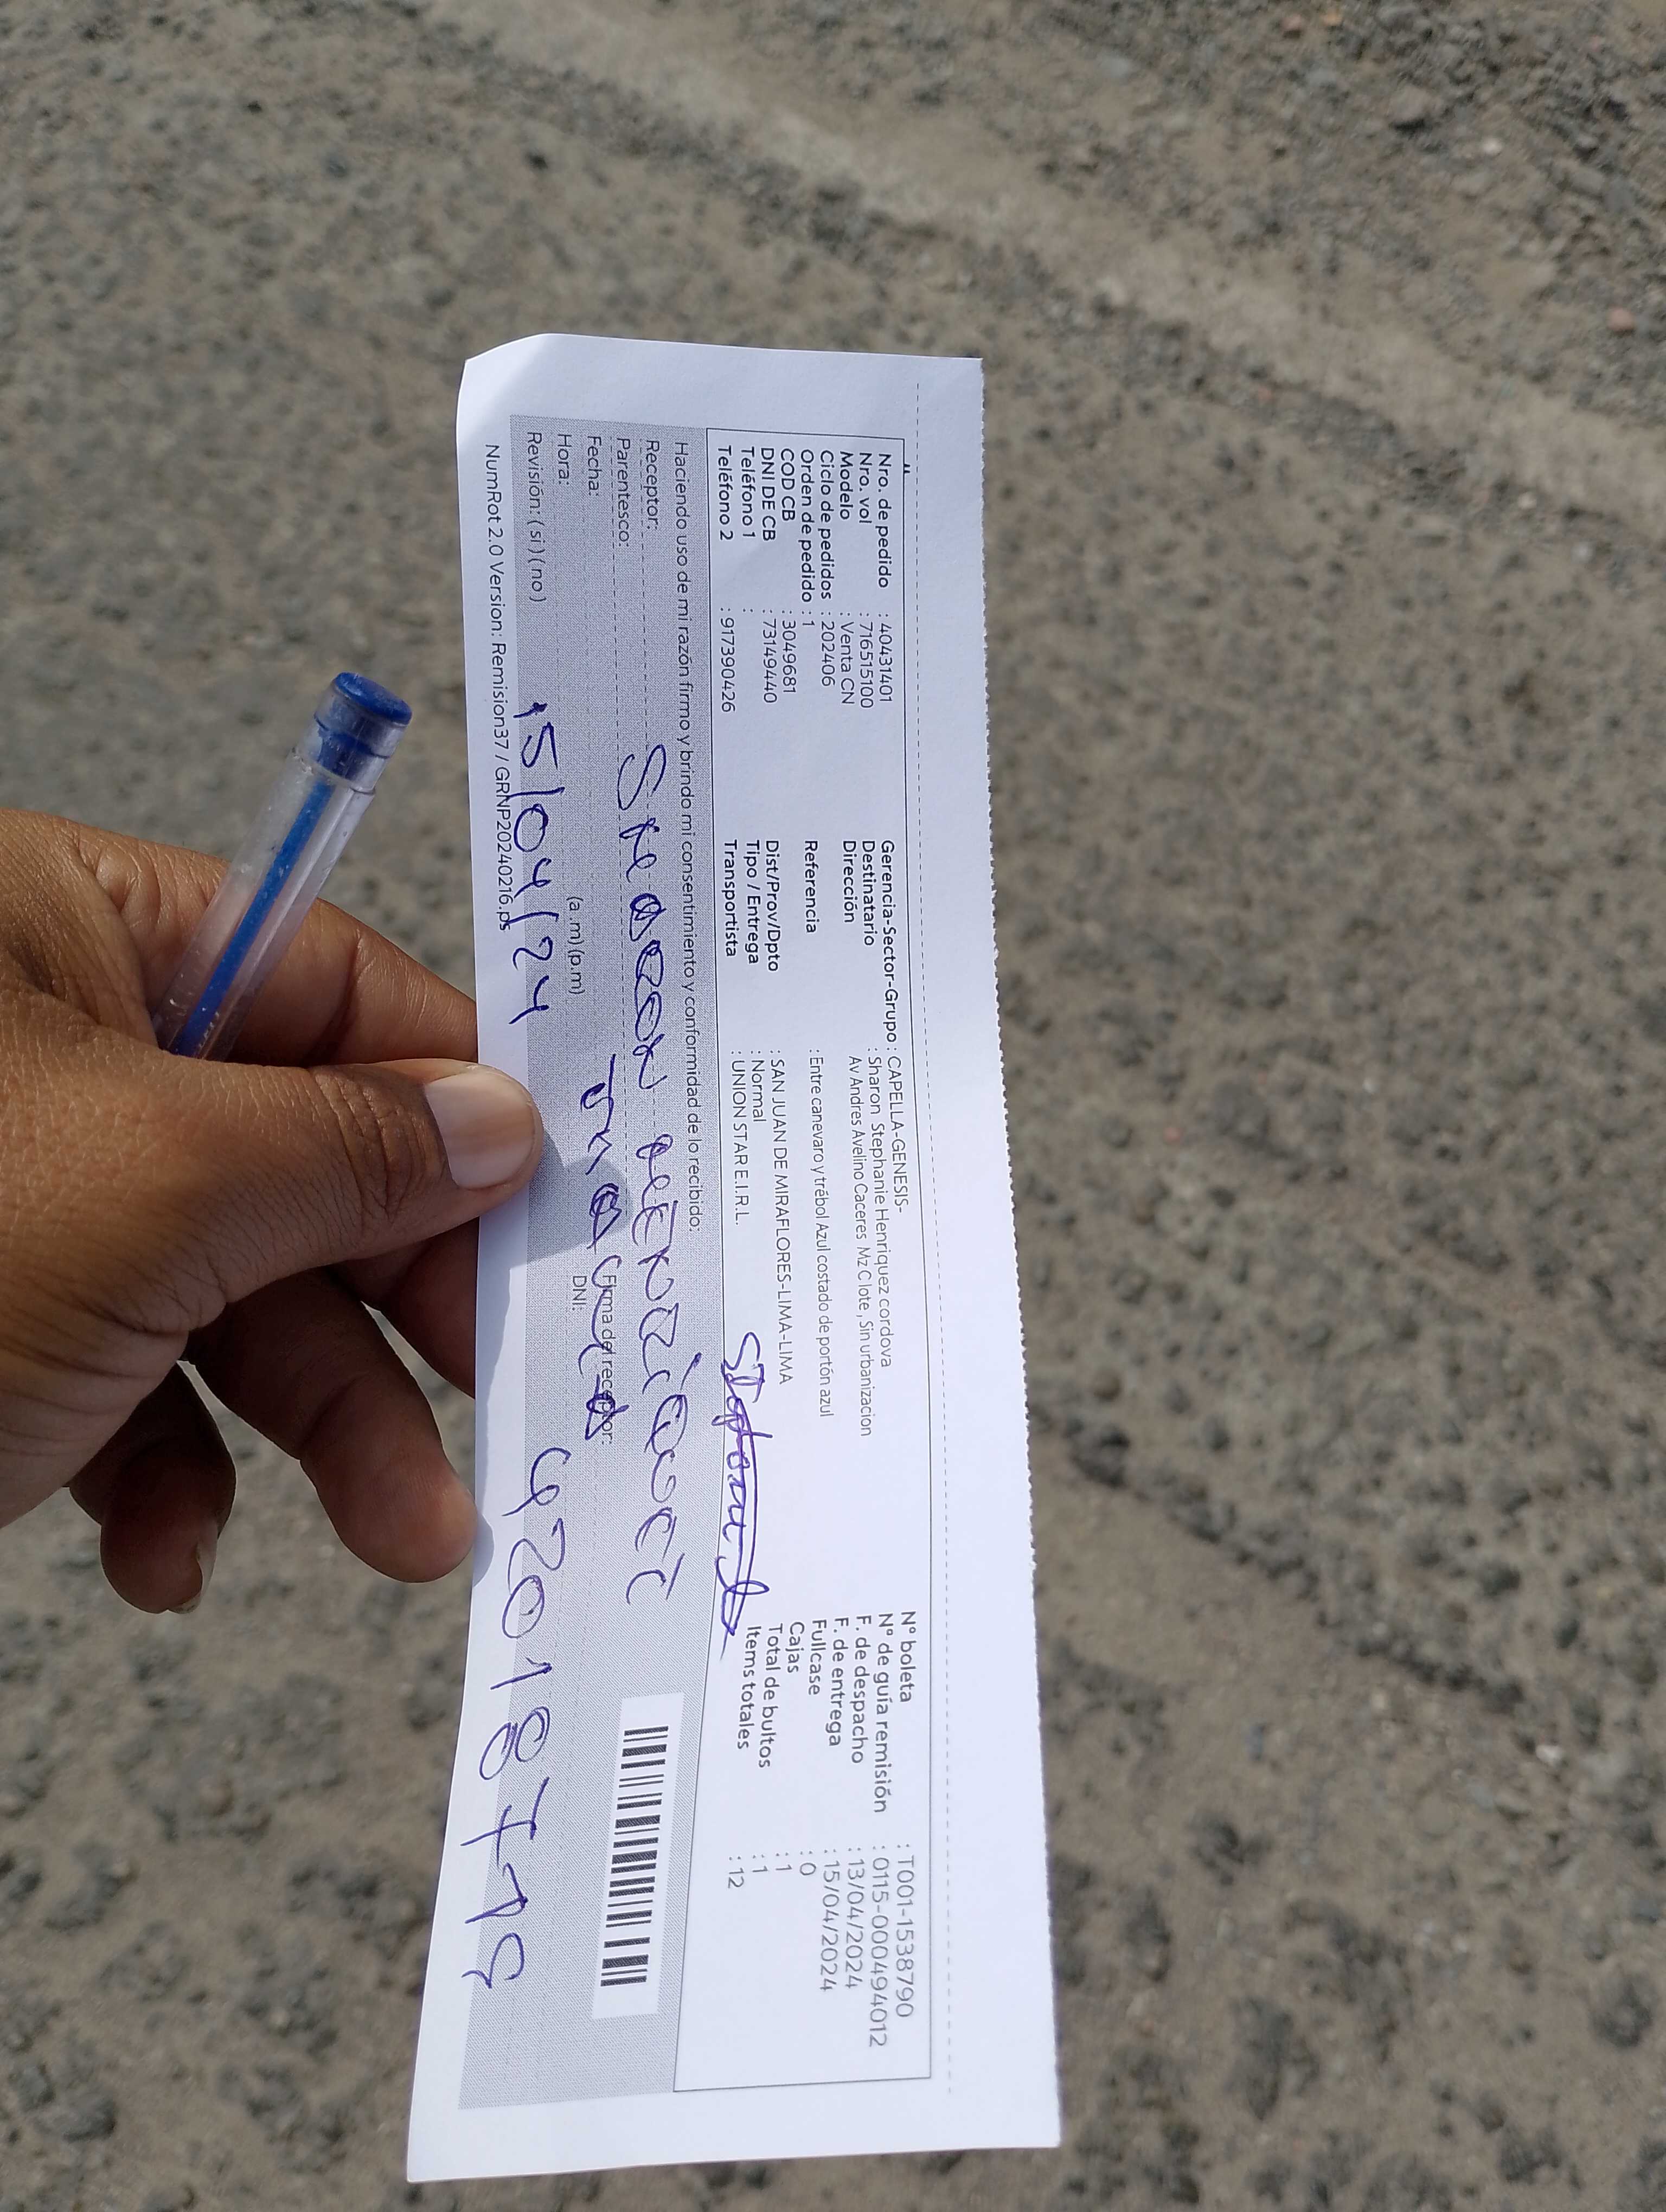 Nro. de pedido : 40431401
Nro. vol : 716515100
Modelo : Venta CN
Ciclo de pedidos : 202406
Orden de pedido : 1
COD CB : 3049681
DNI DE CB : 73149440
Teléfono 1 :
Teléfono 2 : 917390426
Gerencia-Sector-Grupo : CAPELLA-GENESIS-
Destinatario : Sharon Stephanie Henriquez cordova
Dirección Av Andres Avelino Caceres Mz C lote , Sin urbanizacion
Referencia : Entre canevaro y trébol Azul costado de portón azul
Dist/Prov/Dpto : SAN JUAN DE MIRAFLORES-LIMA-LIMA
Tipo / Entrega : Normal
Transportista : UNION STAR E.I.R.L.
N° boleta : T001-1538790
N° de guía remisión : 0115-000494012
F. de despacho : 13/04/2024
F. de entrega : 15/04/2024
Fullcase : 0
Cajas : 1
Total de bultos : 1
Items totales : 12
Haciendo uso de mi razón firmo y brindo mi consentimiento y conformidad de lo recibido:
Receptor:
Parentesco:
Fecha: Firma del receptor:
Hora: (a.m) (p.m) DNI:
Revisión: ( si ) ( no ) 15/04/24
NumRot 2.0 Version: Remision37 / GRNP20240216.ps